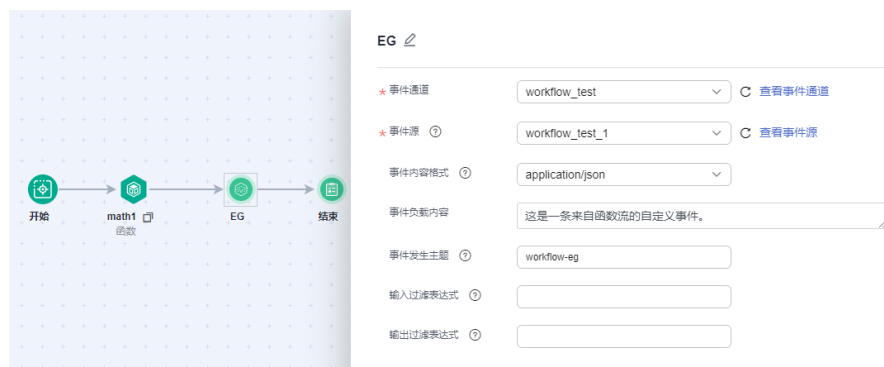 开始
math1
函数
EG
结束
EG
* 事件通道
workflow_test
查看事件通道
* 事件源
workflow_test_1
查看事件源
事件内容格式
application/json
事件负载内容
这是一条来自函数流的自定义事件。
事件发生主题
workflow-eg
输入过滤表达式
输出过滤表达式